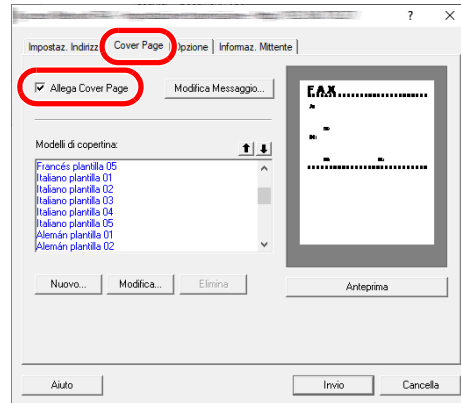 ? ×
Impostaz. Indirizz Cover Page Opzione Informaz. Mittente
Allega Cover Page Modifica Messaggio...
FAX
Modelli di copertina:
Francés plantilla 05
Italiano plantilla 01
Italiano plantilla 02
Italiano plantilla 03
Italiano plantilla 04
Italiano plantilla 05
Alemán plantilla 01
Alemán plantilla 02
Nuovo... Modifica... Elimina Anteprima
Aiuto Invio Cancella